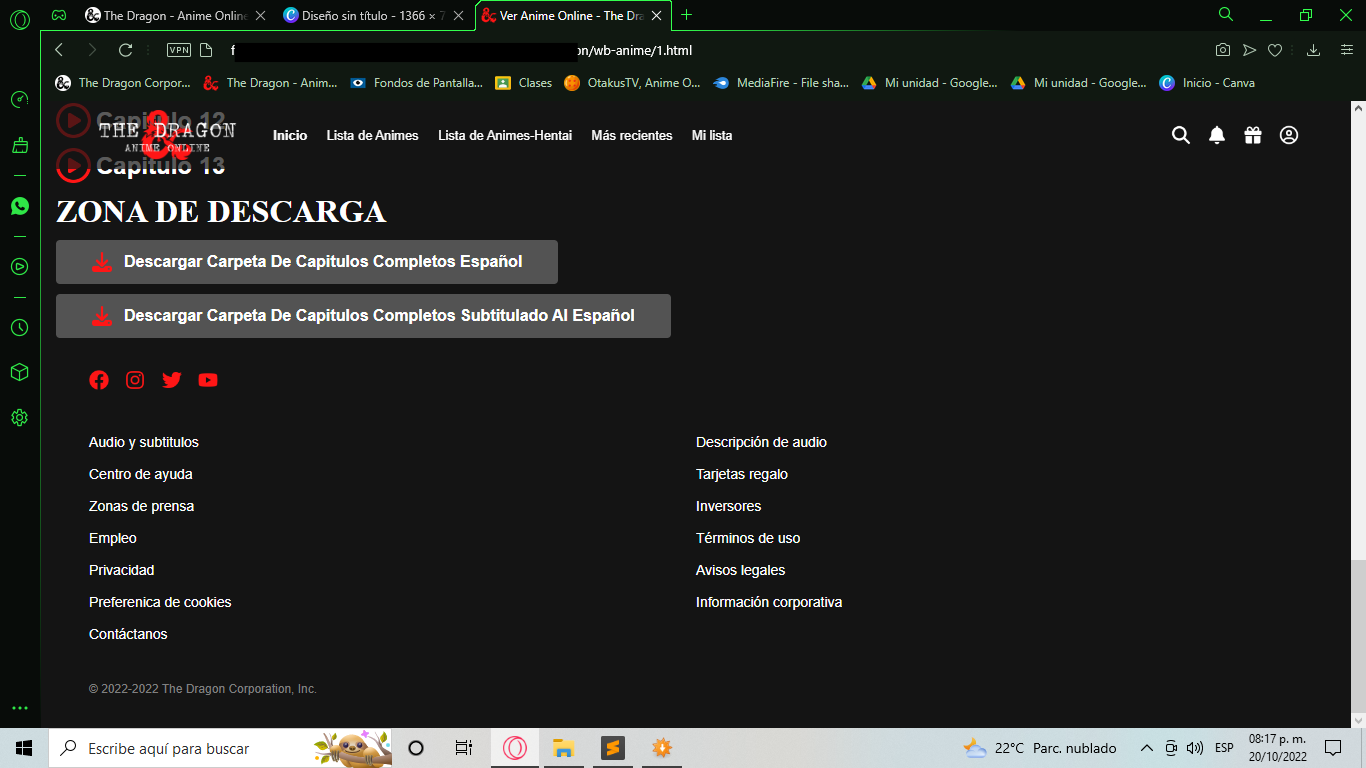 The Dragon - Anime Online
Diseño sin título - 1366 × 7
Ver Anime Online - The Dra
VPN
f on/wb-anime/1.html
The Dragon Corpor...
The Dragon - Anim...
Fondos de Pantalla...
Clases
OtakusTV, Anime O...
MediaFire - File sha...
Mi unidad - Google...
Mi unidad - Google...
Inicio - Canva
Capitulo 12
THE DRAGON
ANIME ONLINE
Inicio
Lista de Animes
Lista de Animes-Hentai
Más recientes
Mi lista
Capitulo 13
ZONA DE DESCARGA
Descargar Carpeta De Capitulos Completos Español
Descargar Carpeta De Capitulos Completos Subtitulado Al Español
Audio y subtitulos
Centro de ayuda
Zonas de prensa
Empleo
Privacidad
Preferenica de cookies
Contáctanos
Descripción de audio
Tarjetas regalo
Inversores
Términos de uso
Avisos legales
Información corporativa
© 2022-2022 The Dragon Corporation, Inc.
Escribe aquí para buscar
22°C Parc. nublado
ESP
08:17 p. m.
20/10/2022